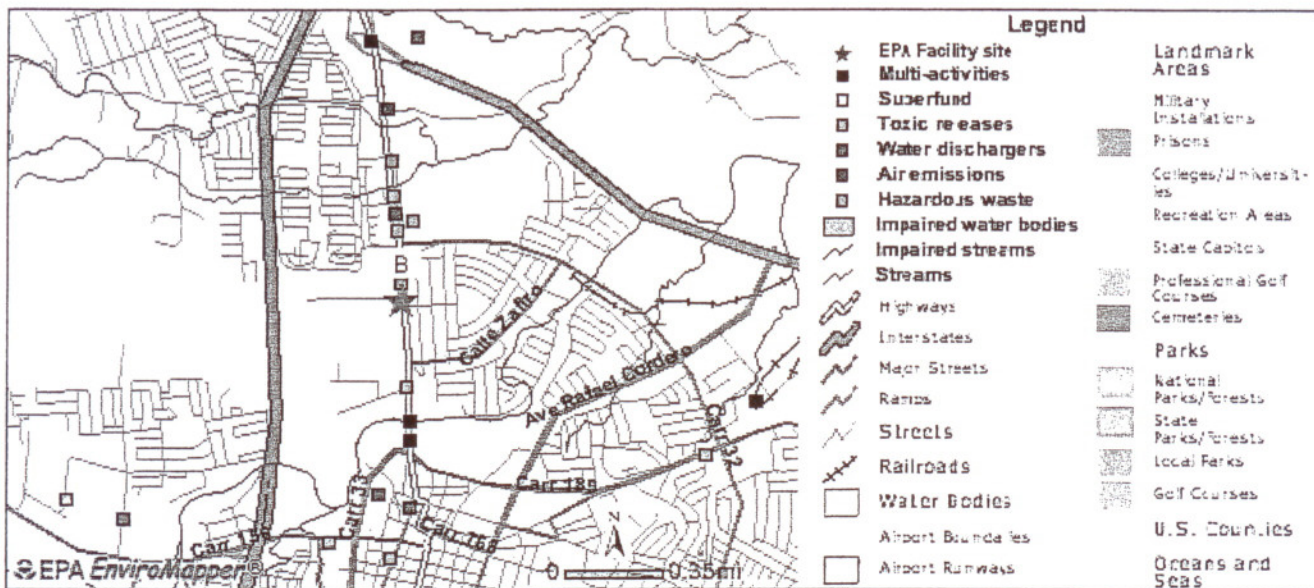 B
Calle Zafiro
Ave Rafael Cordero
Carr 32
Carr 189
Carr 33
Carr 156
Carr 768
N
EPA EnviroMapper®
0 0.35mi
Legend
EPA Facility site
Multi-activities
Superfund
Toxic releases
Water dischargers
Air emissions
Hazardous waste
Impaired water bodies
Impaired streams
Streams
Highways
Interstates
Major Streets
Ramps
Streets
Railroads
Water Bodies
Airport Boundaries
Airport Runways
Landmark
Areas
Military
Installations
Prisons
Colleges/Universit-
ies
Recreation Areas
State Capitols
Professional Golf
Courses
Cemeteries
Parks
National
Parks/Forests
State
Parks/Forests
Local Parks
Golf Courses
U.S. Counties
Oceans and
Seas